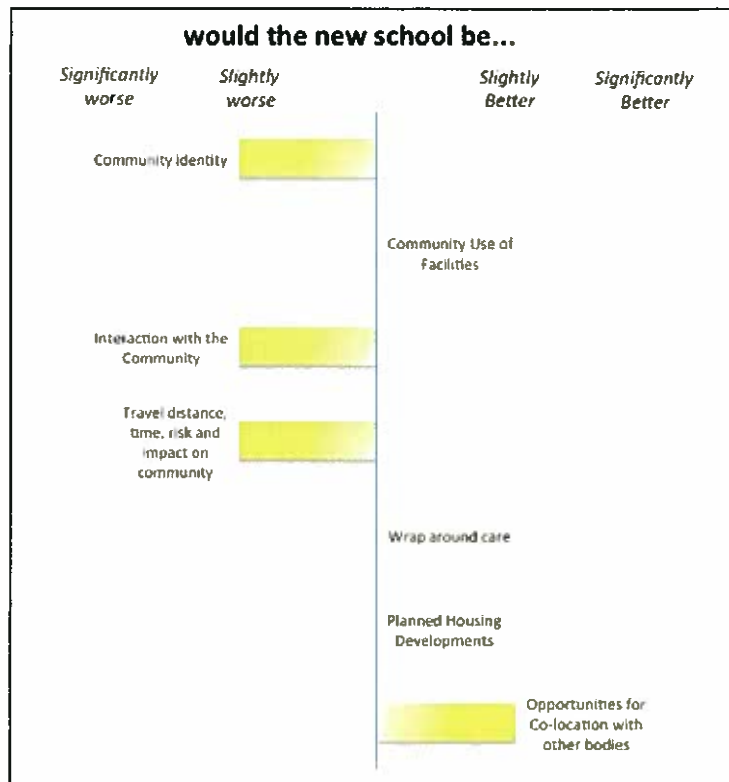 would the new school be...
Significantly worse
Slightly worse
Slightly Better
Significantly Better
Community identity
Community Use of
Facilities
Interaction with the
Community
Travel distance,
time, risk and
impact on
community
Wrap around care
Planned Housing
Developments
Opportunities for
Co-location with
other bodies